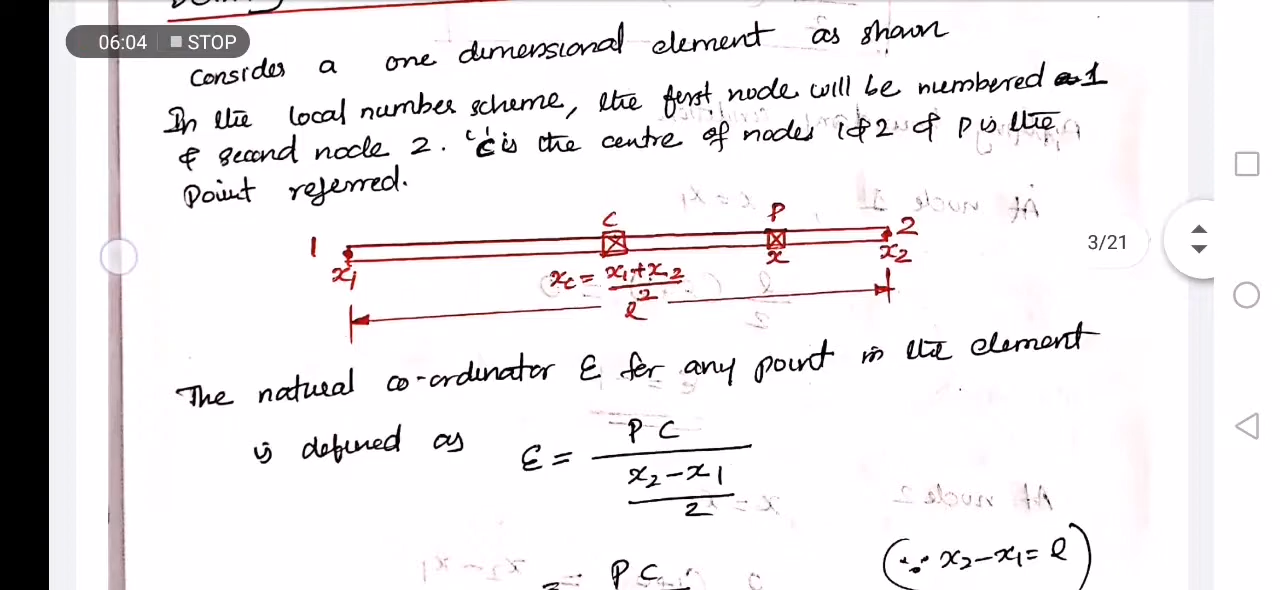 06:04 STOP
Consider a one dimensional element as shown
In the local number scheme, the first node will be numbered 1
& second node 2. 'c' is the centre of nodes 1 & 2 & P is the
Point referred.
C P
1 2
x1 x x2
xc = x1+x2
2
l
3/21
The natural co-ordinator ε for any point in the element
is defined as ε = PC
x2-x1
2
(∵ x2-x1= l)
= PC